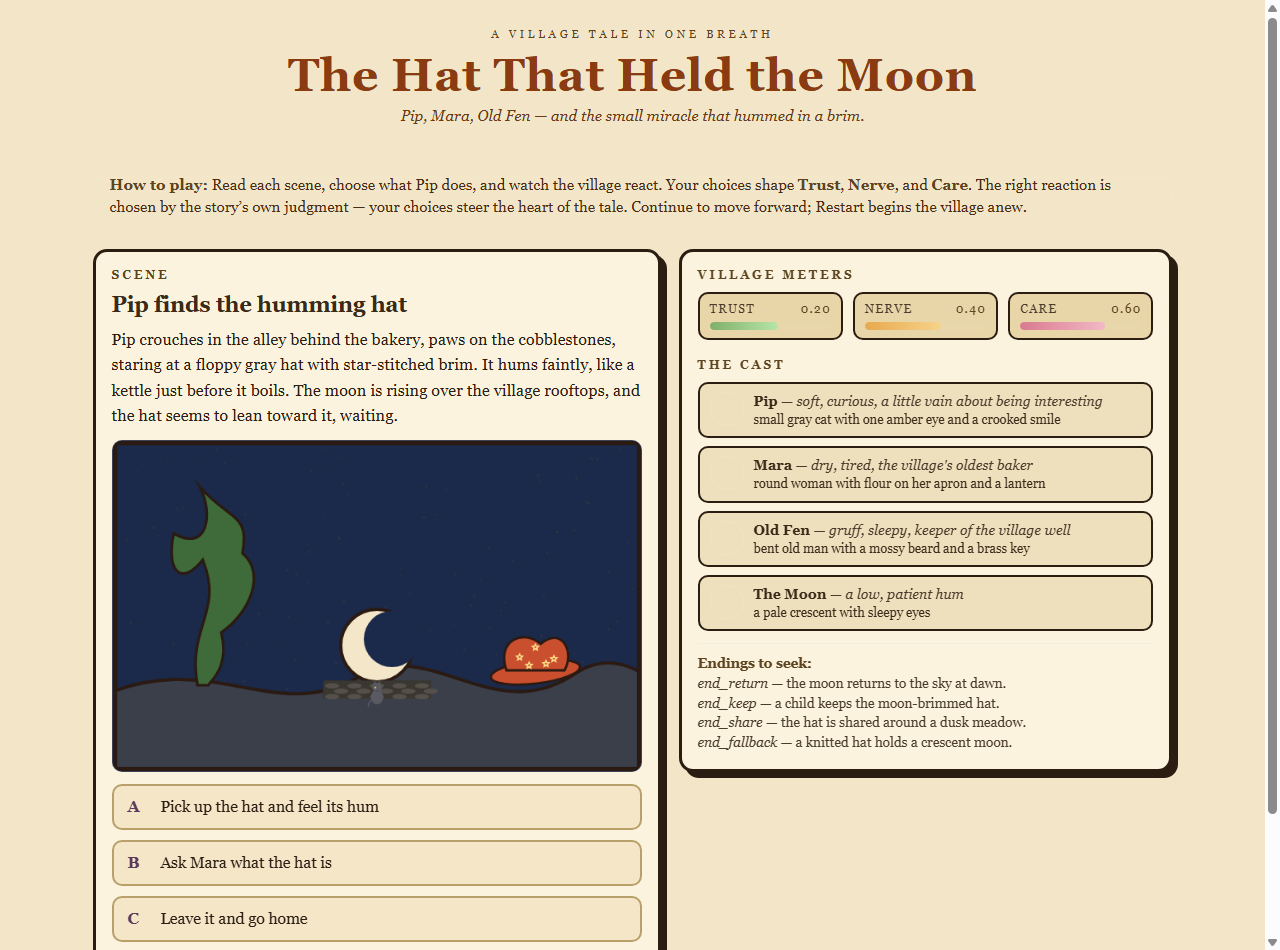 A VILLAGE TALE IN ONE BREATH
The Hat That Held the Moon
Pip, Mara, Old Fen — and the small miracle that hummed in a brim.
How to play: Read each scene, choose what Pip does, and watch the village react. Your choices shape Trust, Nerve, and Care. The right reaction is
chosen by the story's own judgment — your choices steer the heart of the tale. Continue to move forward; Restart begins the village anew.
SCENE
Pip finds the humming hat
Pip crouches in the alley behind the bakery, paws on the cobblestones,
staring at a floppy gray hat with star-stitched brim. It hums faintly, like a
kettle just before it boils. The moon is rising over the village rooftops, and
the hat seems to lean toward it, waiting.
A Pick up the hat and feel its hum
B Ask Mara what the hat is
C Leave it and go home
VILLAGE METERS
TRUST 0.20
NERVE 0.40
CARE 0.60
THE CAST
Pip — soft, curious, a little vain about being interesting
small gray cat with one amber eye and a crooked smile
Mara — dry, tired, the village's oldest baker
round woman with flour on her apron and a lantern
Old Fen — gruff, sleepy, keeper of the village well
bent old man with a mossy beard and a brass key
The Moon — a low, patient hum
a pale crescent with sleepy eyes
Endings to seek:
end_return — the moon returns to the sky at dawn.
end_keep — a child keeps the moon-brimmed hat.
end_share — the hat is shared around a dusk meadow.
end_fallback — a knitted hat holds a crescent moon.